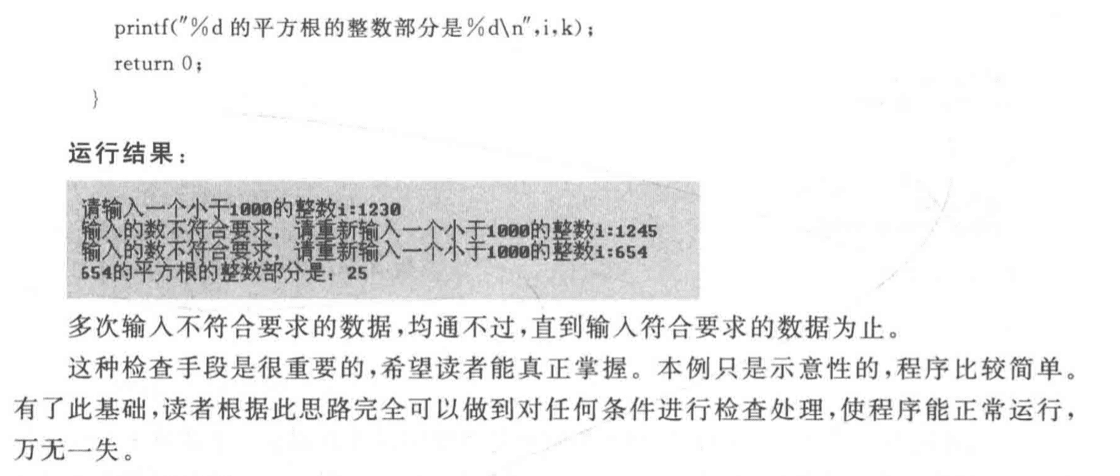 printf("%d 的平方根的整数部分是%d\n",i,k);
return 0;
}
运行结果:
请输入一个小于1000的整数i:1230
输入的数不符合要求，请重新输入一个小于1000的整数i:1245
输入的数不符合要求，请重新输入一个小于1000的整数i:654
654的平方根的整数部分是：25
多次输入不符合要求的数据,均通不过,直到输入符合要求的数据为止。
这种检查手段是很重要的,希望读者能真正掌握。本例只是示意性的,程序比较简单。
有了此基础,读者根据此思路完全可以做到对任何条件进行检查处理,使程序能正常运行,
万无一失。